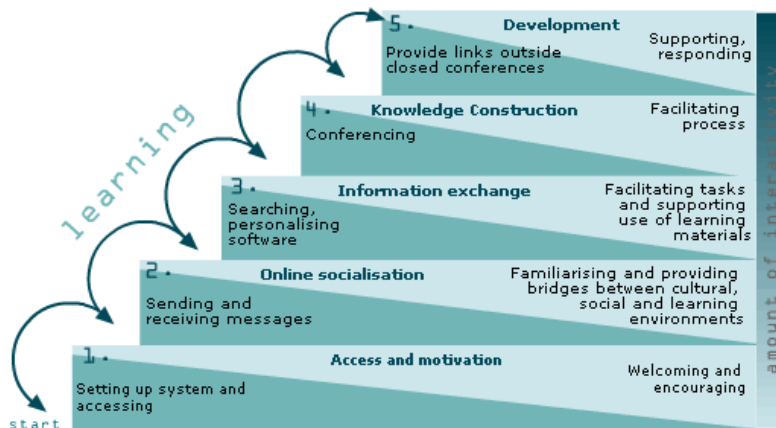 5. Development
Provide links outside
closed conferences
Supporting,
responding
4. Knowledge Construction
Conferencing
Facilitating
process
3. Information exchange
Searching,
personalising
software
Facilitating tasks
and supporting
use of learning
materials
2. Online socialisation
Sending and
receiving messages
Familiarising and providing
bridges between cultural,
social and learning
environments
1. Access and motivation
Setting up system and
accessing
Welcoming and
encouraging
learning
start
amount of interactivity